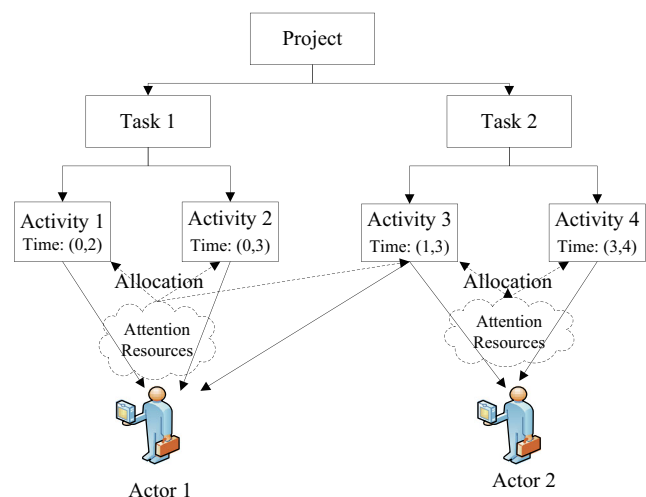 Project
Task 1
Task 2
Activity 1
Time: (0,2)
Activity 2
Time: (0,3)
Activity 3
Time: (1,3)
Activity 4
Time: (3,4)
Allocation
Allocation
Attention
Resources
Attention
Resources
Actor 1
Actor 2